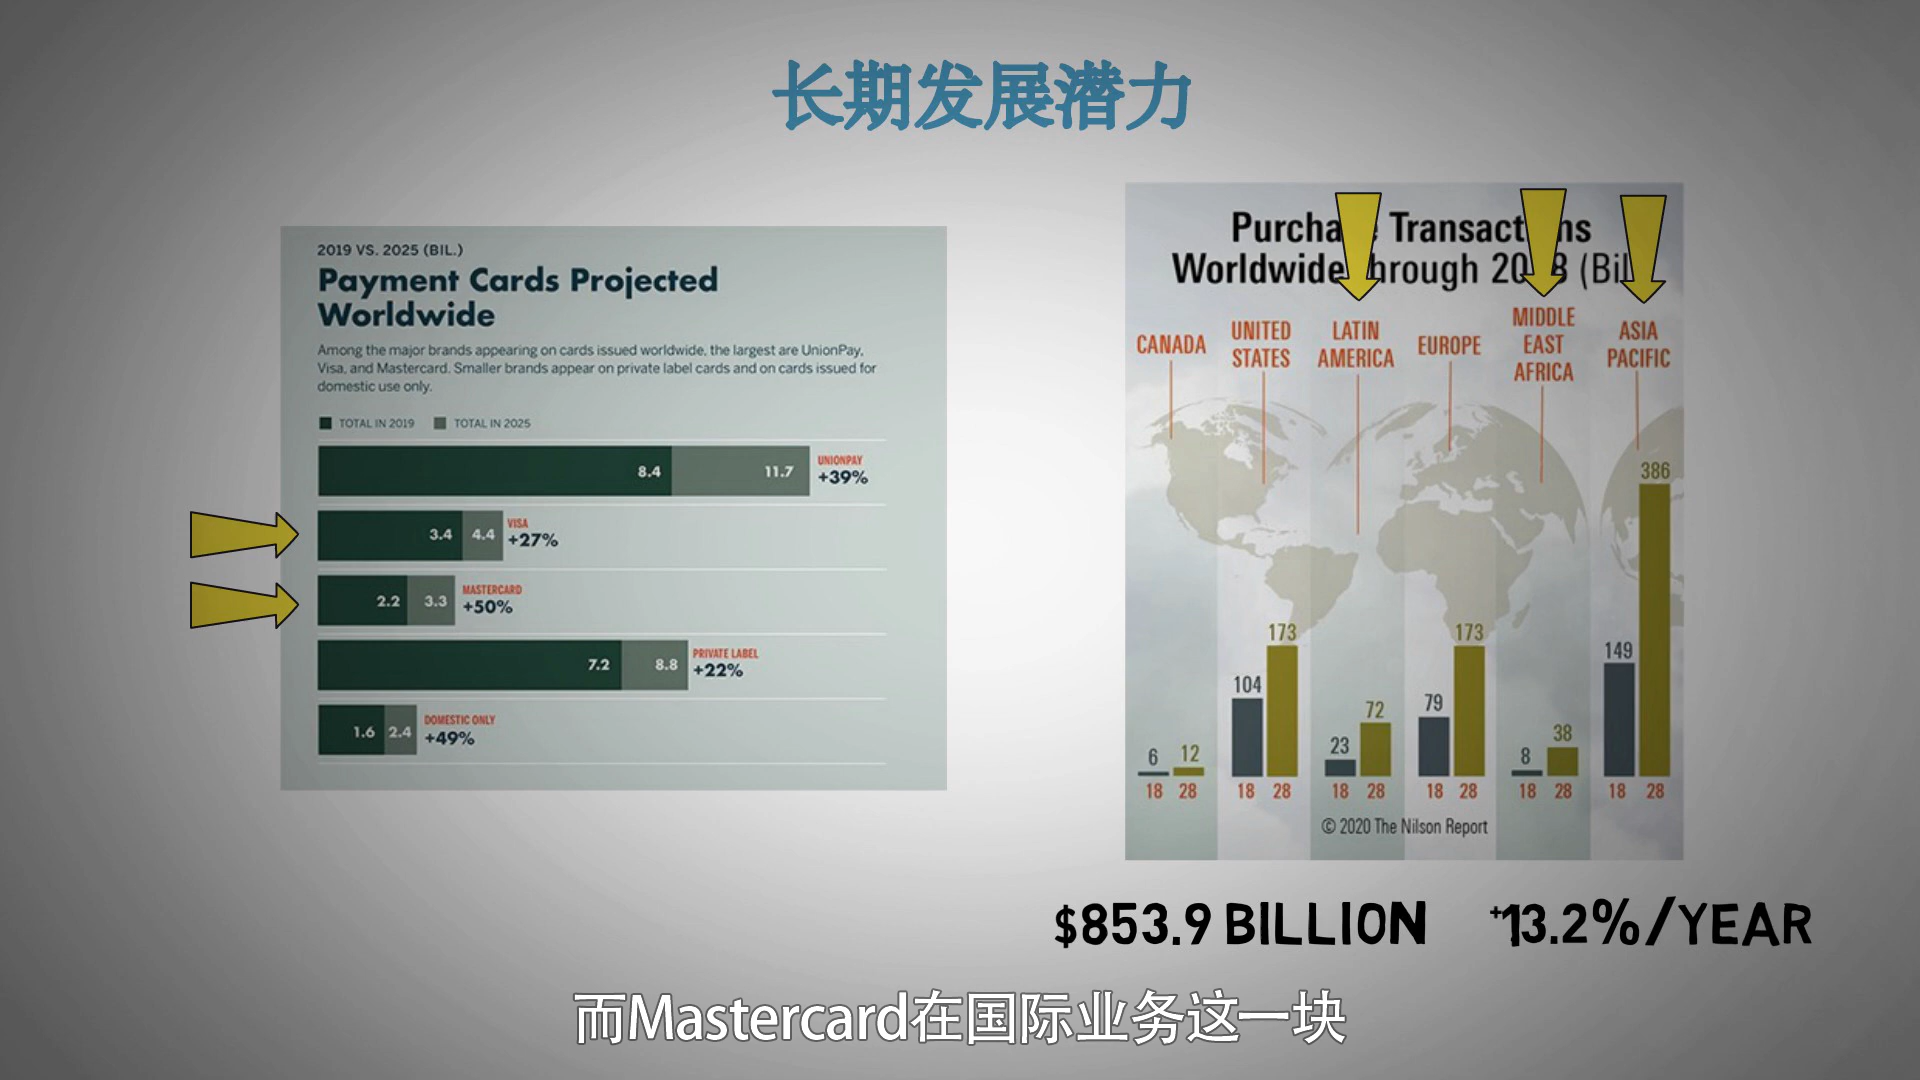 长期发展潜力
2019 VS. 2025 (BIL.)
Payment Cards Projected
Worldwide
Among the major brands appearing on cards issued worldwide, the largest are UnionPay,
Visa, and Mastercard. Smaller brands appear on private label cards and on cards issued for
domestic use only.
TOTAL IN 2019 TOTAL IN 2025
8.4 11.7 UNIONPAY
+39%
3.4 4.4 VISA
+27%
2.2 3.3 MASTERCARD
+50%
7.2 8.8 PRIVATE LABEL
+22%
1.6 2.4 DOMESTIC ONLY
+49%
Transact
Worldwide
CANADA
UNITED
STATES
LATIN
AMERICA
EUROPE
MIDDLE
EAST
AFRICA
ASIA
PACIFIC
6 12
104 173
23 72
79 173
8 38
149 386
18 28 18 28 18 28 18 28 18 28 18 28
© 2020 The Nilson Report
$853.9 BILLION +13.2%/YEAR
而Mastercard在国际业务这一块